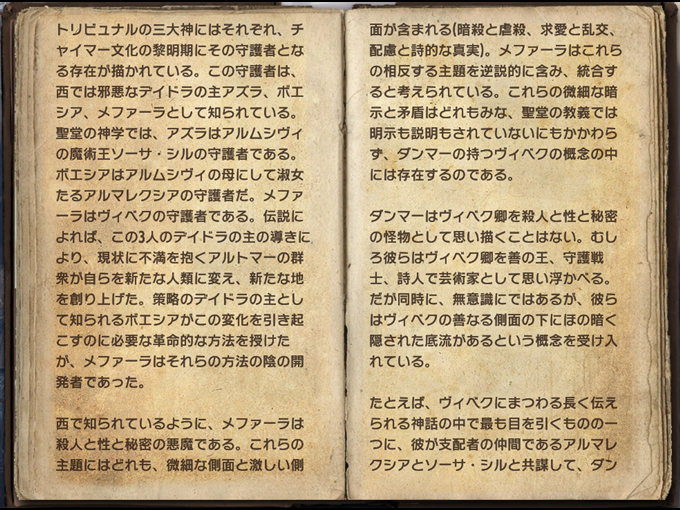 トリビュナルの三大神にはそれぞれ、チ
ャイマー文化の黎明期にその守護者とな
る存在が描かれている。この守護者は、
西では邪悪なデイドラの主アズラ、ボエ
シア、メファーラとして知られている。
聖堂の神学では、アズラはアルムシヴィ
の魔術王ソーサ・シルの守護者である。
ボエシアはアルムシヴィの母にして淑女
たるアルマレクシアの守護者だ。メファ
ーラはヴィベクの守護者である。伝説に
よれば、この3人のデイドラの主の導きに
より、現状に不満を抱くアルトマーの群
衆が自らを新たな人類に変え、新たな地
を創り上げた。策略のデイドラの主とし
て知られるボエシアがこの変化を引き起
こすのに必要な革命的な方法を授けた
が、メファーラはそれらの方法の陰の開
発者であった。

西で知られているように、メファーラは
殺人と性と秘密の悪魔である。これらの
主題にはどれも、微細な側面と激しい側
面が含まれる(暗殺と虐殺、求愛と乱交、
配慮と詩的な真実)。メファーラはこれら
の相反する主題を逆説的に含み、統合す
ると考えられている。これらの微細な暗
示と矛盾はどれもみな、聖堂の教義では
明示も説明もされていないにもかかわら
ず、ダンマーの持つヴィベクの概念の中
には存在するのである。

ダンマーはヴィベク卿を殺人と性と秘密
の怪物として思い描くことはない。むし
ろ彼らはヴィベク卿を善の王、守護戦
士、詩人で芸術家として思い浮かべる。
だが同時に、無意識にではあるが、彼ら
はヴィベクの善なる側面の下にほの暗く
隠された底流があるという概念を受け入
れている。

たとえば、ヴィベクにまつわる長く伝え
られる神話の中で最も目を引くものの一
つに、彼が支配者の仲間であるアルマレ
クシアとソーサ・シルと共謀して、ダン